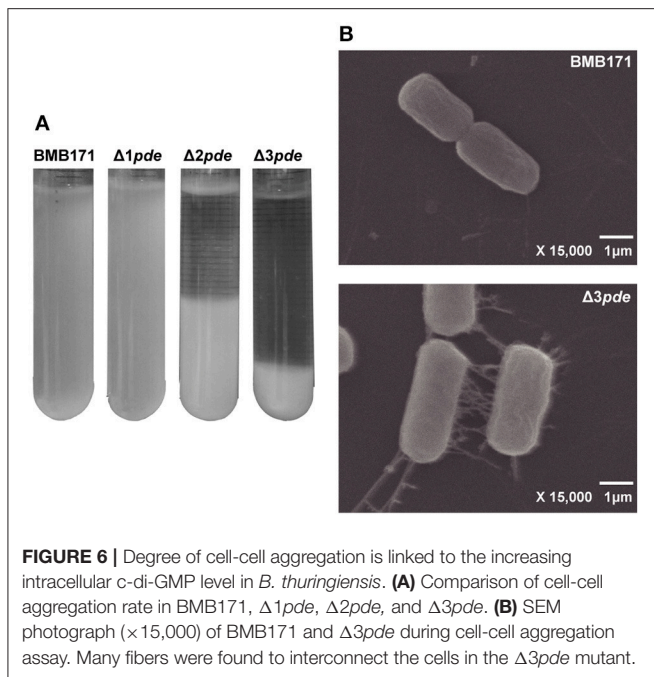 B
BMB171
A
BMB171 Δ1pde Δ2pde Δ3pde
X 15,000 1μm
Δ3pde
X 15,000 1μm
FIGURE 6 | Degree of cell-cell aggregation is linked to the increasing
intracellular c-di-GMP level in B. thuringiensis. (A) Comparison of cell-cell
aggregation rate in BMB171, Δ1pde, Δ2pde, and Δ3pde. (B) SEM
photograph (×15,000) of BMB171 and Δ3pde during cell-cell aggregation
assay. Many fibers were found to interconnect the cells in the Δ3pde mutant.